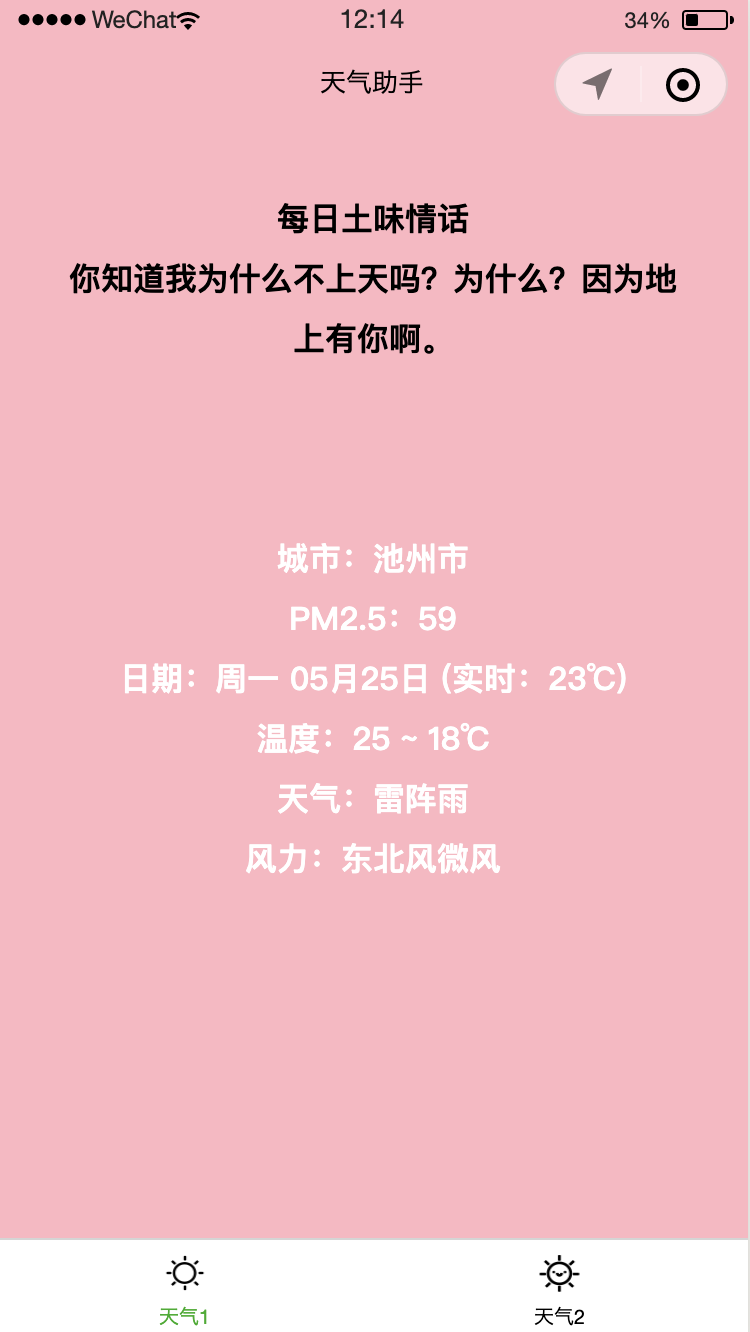 WeChat 12:14 34%
天气助手
每日土味情话
你知道我为什么不上天吗？为什么？因为地
上有你啊。
城市：池州市
PM2.5：59
日期：周一 05月25日 (实时：23℃)
温度：25 ~ 18℃
天气：雷阵雨
风力：东北风微风
天气1 天气2